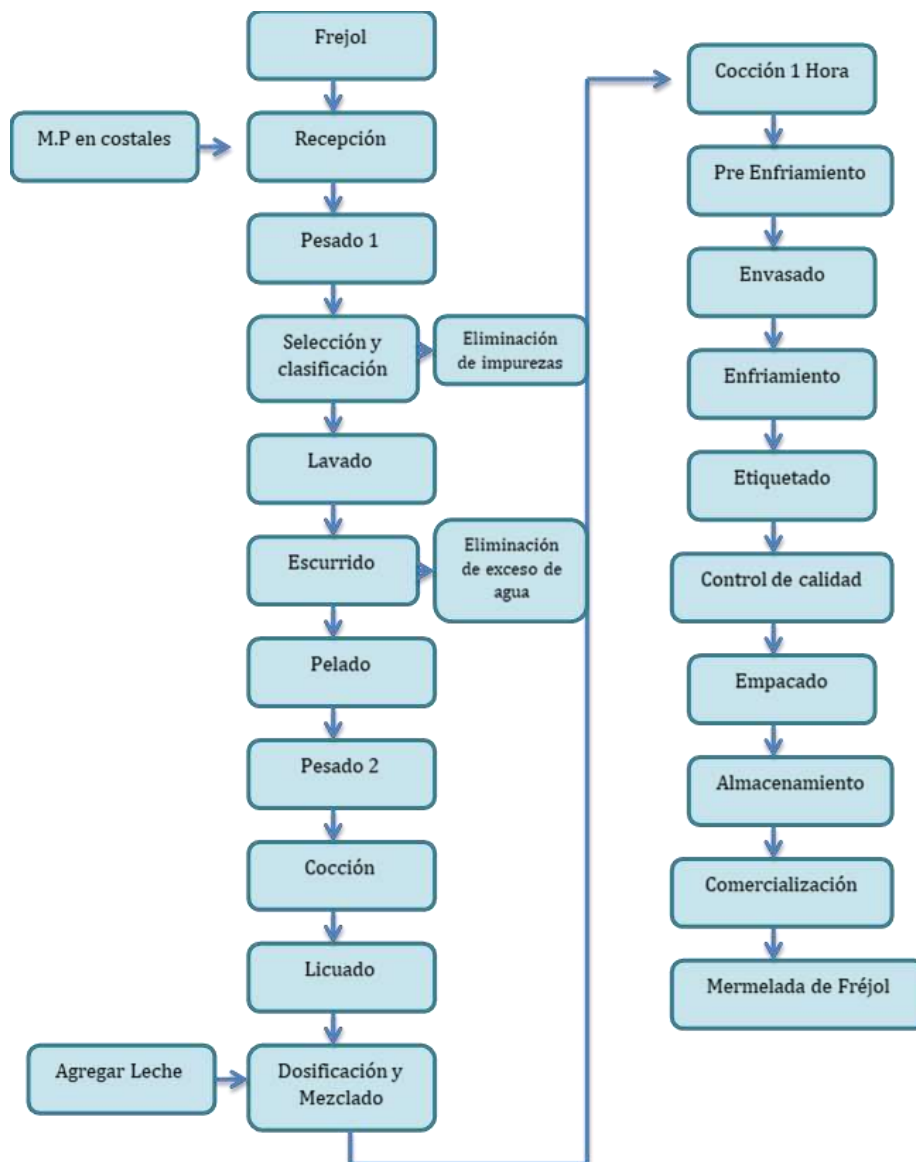 Frejol
M.P en costales
Recepción
Pesado 1
Selección y
clasificación
Eliminación
de impurezas
Lavado
Escurrido
Eliminación
de exceso de
agua
Pelado
Pesado 2
Cocción
Licuado
Agregar Leche
Dosificación y
Mezclado
Cocción 1 Hora
Pre Enfriamiento
Envasado
Enfriamiento
Etiquetado
Control de calidad
Empacado
Almacenamiento
Comercialización
Mermelada de Fréjol